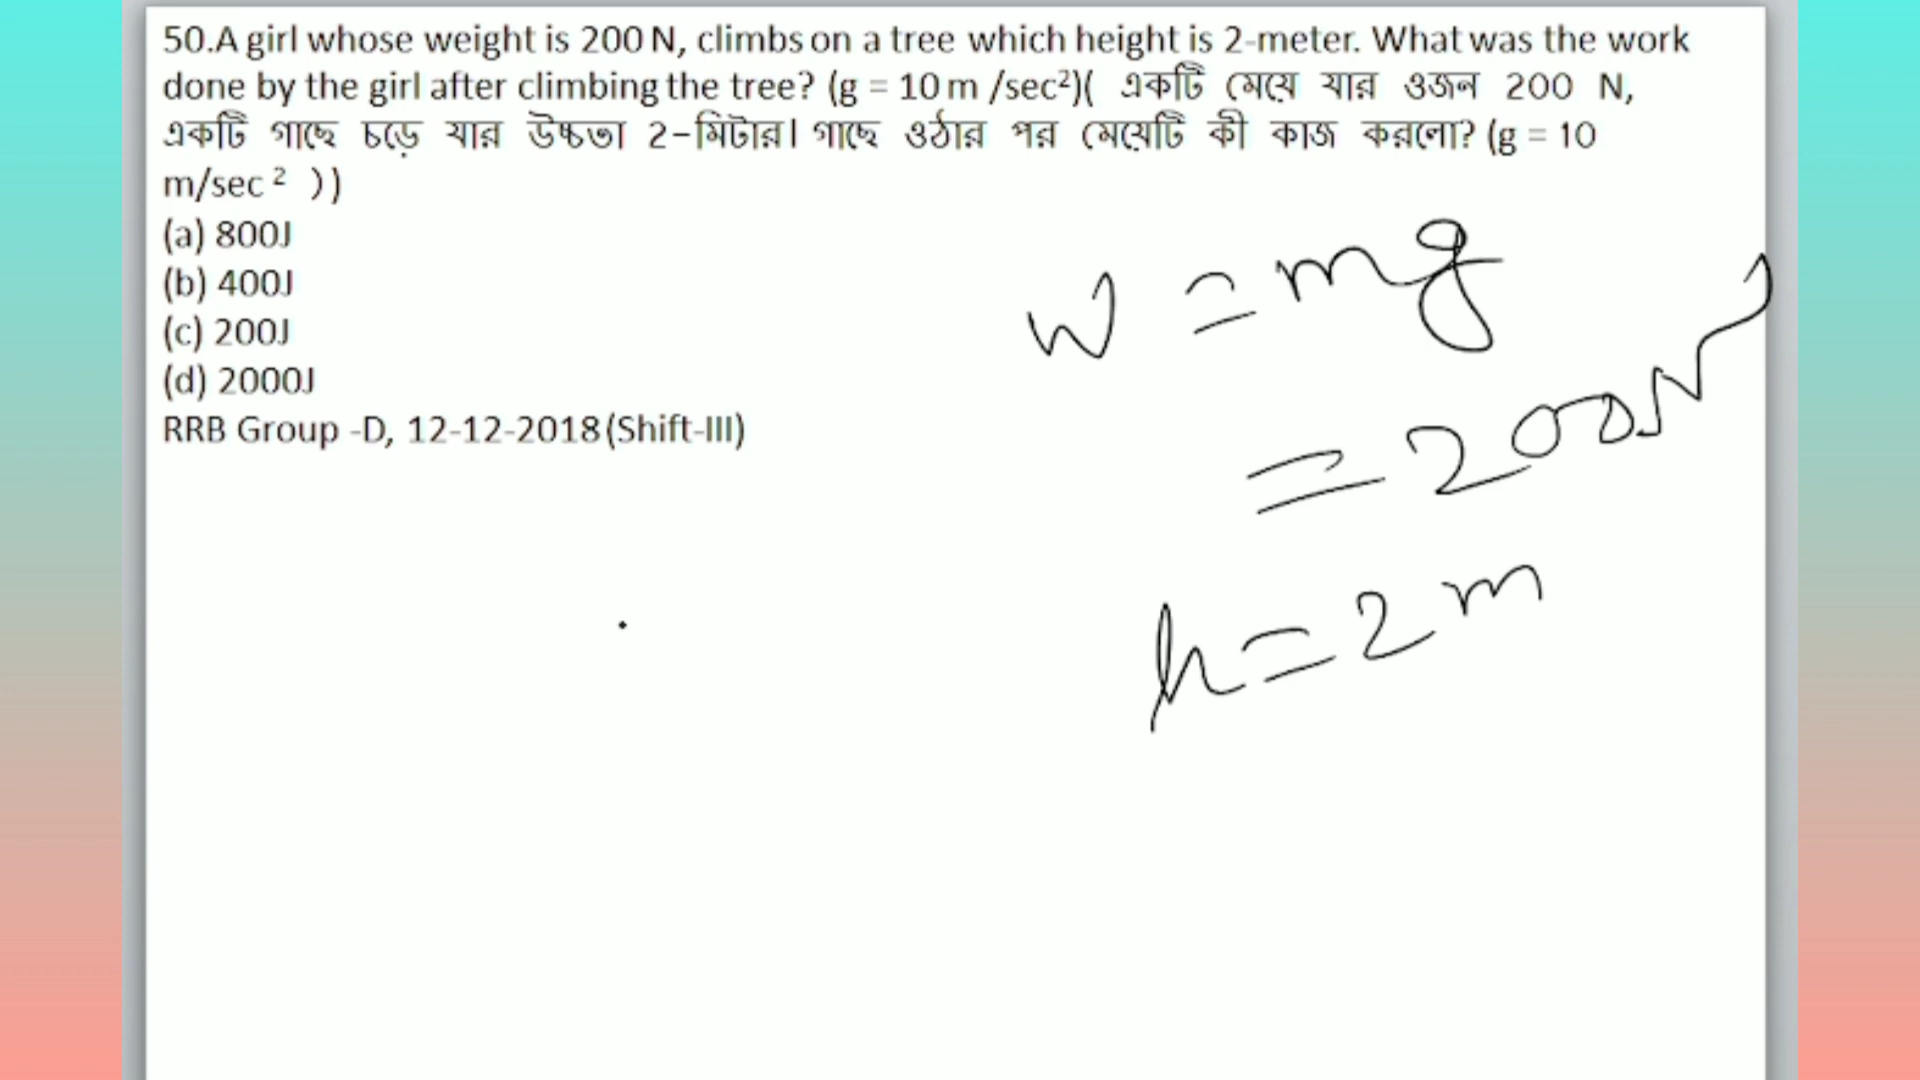 50.A girl whose weight is 200 N, climbs on a tree which height is 2-meter. What was the work
done by the girl after climbing the tree? (g = 10 m /sec²)( একটি মেয়ে যার ওজন 200 N,
একটি গাছে চড়ে যার উচ্চতা 2-মিটার। গাছে ওঠার পর মেয়েটি কী কাজ করলো? (g = 10
m/sec ² ))
(a) 800J
(b) 400J
(c) 200J
(d) 2000J
RRB Group -D, 12-12-2018 (Shift-III)
W = mg
= 200N
h = 2m